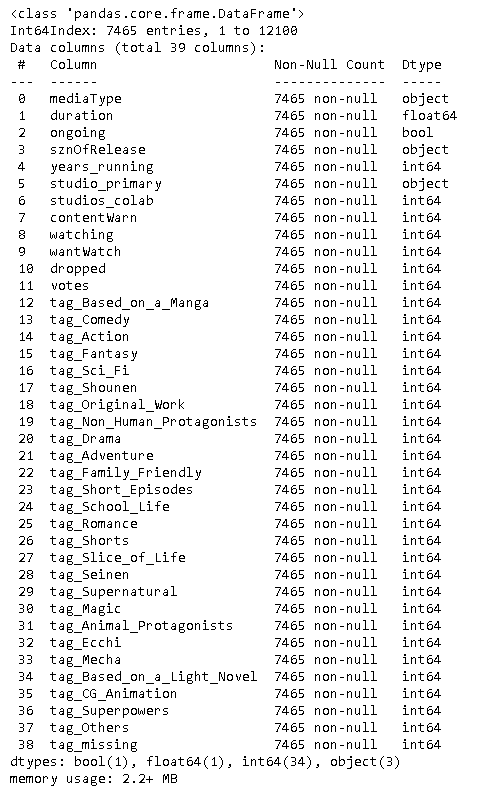 <class 'pandas.core.frame.DataFrame'>
Int64Index: 7465 entries, 1 to 12100
Data columns (total 39 columns):
 #   Column                      Non-Null Count  Dtype
---  ------                      --------------  -----
 0   mediaType                   7465 non-null   object
 1   duration                    7465 non-null   float64
 2   ongoing                     7465 non-null   bool
 3   sznOfRelease                7465 non-null   object
 4   years_running               7465 non-null   int64
 5   studio_primary              7465 non-null   object
 6   studios_colab               7465 non-null   int64
 7   contentWarn                 7465 non-null   int64
 8   watching                    7465 non-null   int64
 9   wantWatch                   7465 non-null   int64
 10  dropped                     7465 non-null   int64
 11  votes                       7465 non-null   int64
 12  tag_Based_on_a_Manga        7465 non-null   int64
 13  tag_Comedy                  7465 non-null   int64
 14  tag_Action                  7465 non-null   int64
 15  tag_Fantasy                 7465 non-null   int64
 16  tag_Sci_Fi                  7465 non-null   int64
 17  tag_Shounen                 7465 non-null   int64
 18  tag_Original_Work           7465 non-null   int64
 19  tag_Non_Human_Protagonists  7465 non-null   int64
 20  tag_Drama                   7465 non-null   int64
 21  tag_Adventure               7465 non-null   int64
 22  tag_Family_Friendly         7465 non-null   int64
 23  tag_Short_Episodes          7465 non-null   int64
 24  tag_School_Life             7465 non-null   int64
 25  tag_Romance                 7465 non-null   int64
 26  tag_Shorts                  7465 non-null   int64
 27  tag_Slice_of_Life           7465 non-null   int64
 28  tag_Seinen                  7465 non-null   int64
 29  tag_Supernatural            7465 non-null   int64
 30  tag_Magic                   7465 non-null   int64
 31  tag_Animal_Protagonists     7465 non-null   int64
 32  tag_Ecchi                   7465 non-null   int64
 33  tag_Mecha                   7465 non-null   int64
 34  tag_Based_on_a_Light_Novel  7465 non-null   int64
 35  tag_CG_Animation            7465 non-null   int64
 36  tag_Superpowers             7465 non-null   int64
 37  tag_Others                  7465 non-null   int64
 38  tag_missing                 7465 non-null   int64
dtypes: bool(1), float64(1), int64(34), object(3)
memory usage: 2.2+ MB